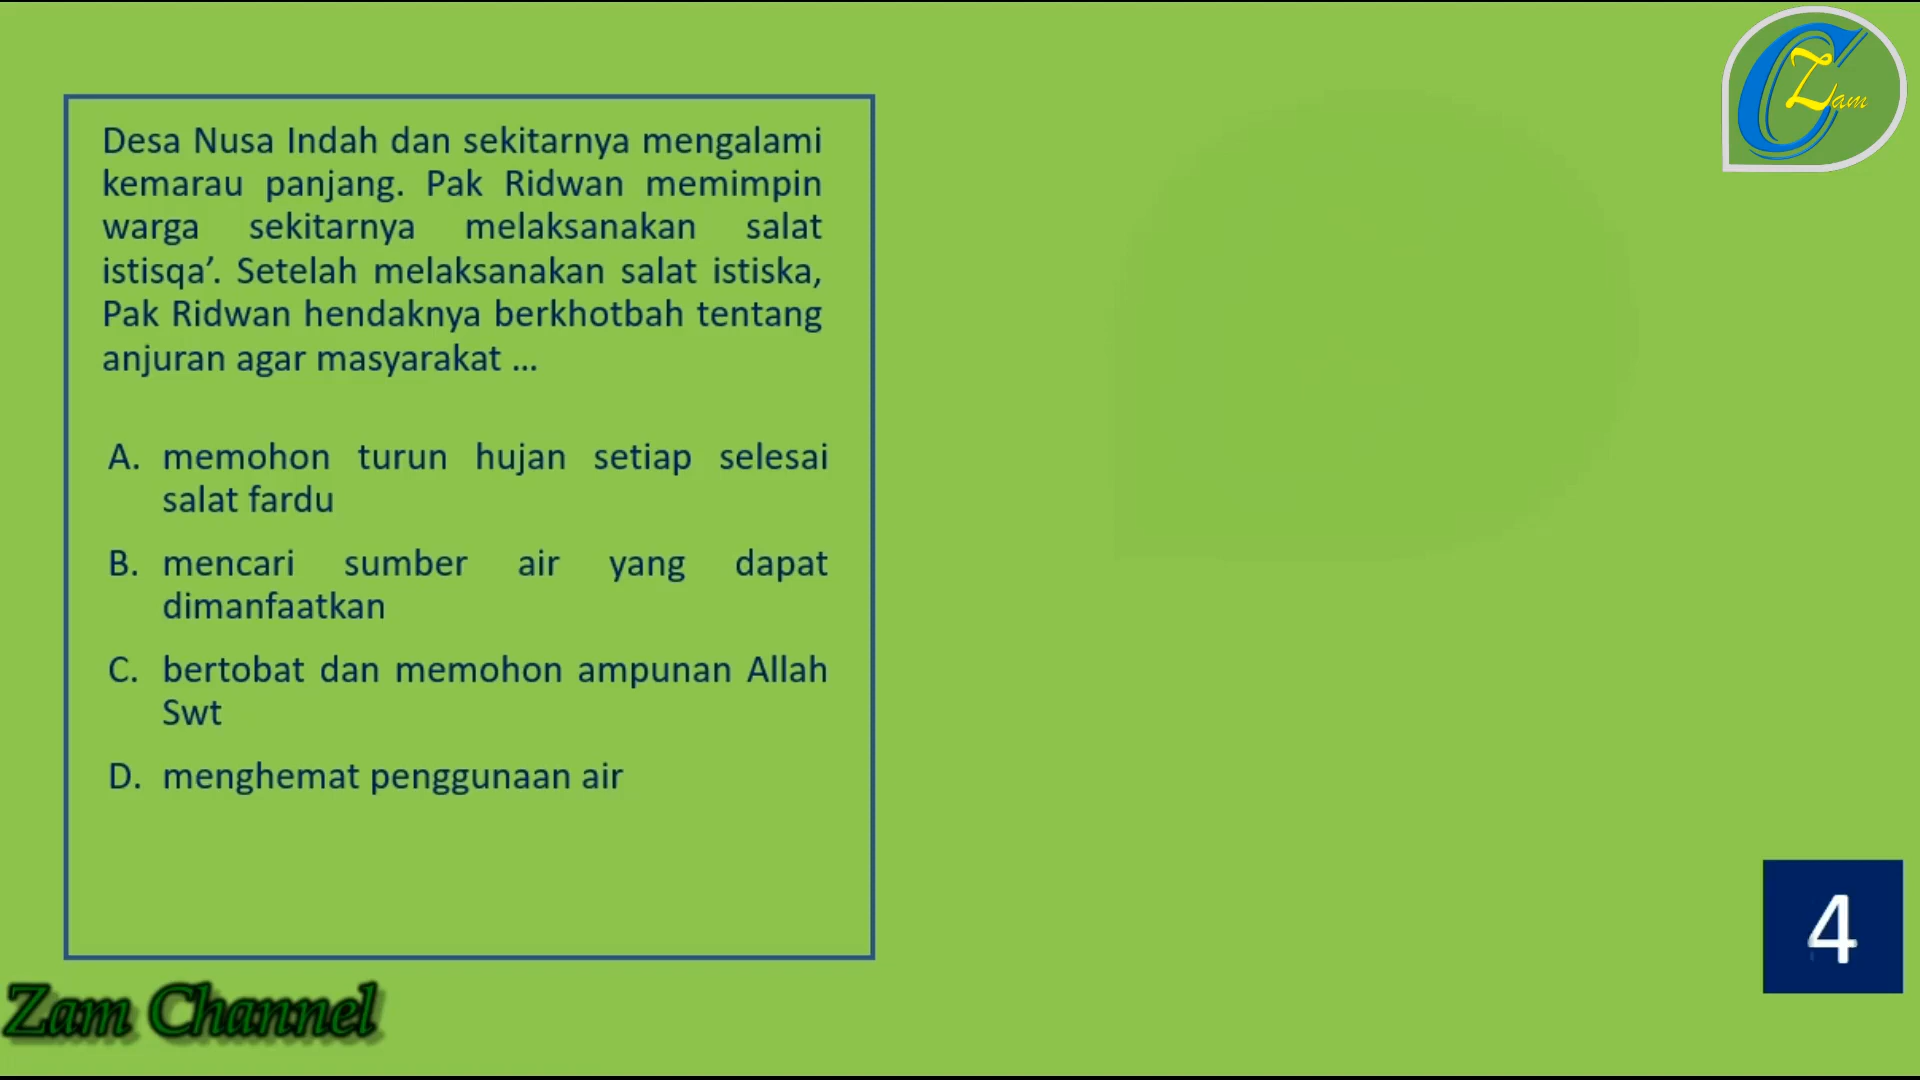 C Zam
Desa Nusa Indah dan sekitarnya mengalami
kemarau panjang. Pak Ridwan memimpin
warga sekitarnya melaksanakan salat
istisqa’. Setelah melaksanakan salat istiska,
Pak Ridwan hendaknya berkhotbah tentang
anjuran agar masyarakat ...
A. memohon turun hujan setiap selesai
salat fardu
B. mencari sumber air yang dapat
dimanfaatkan
C. bertobat dan memohon ampunan Allah
Swt
D. menghemat penggunaan air
4
Zam Channel